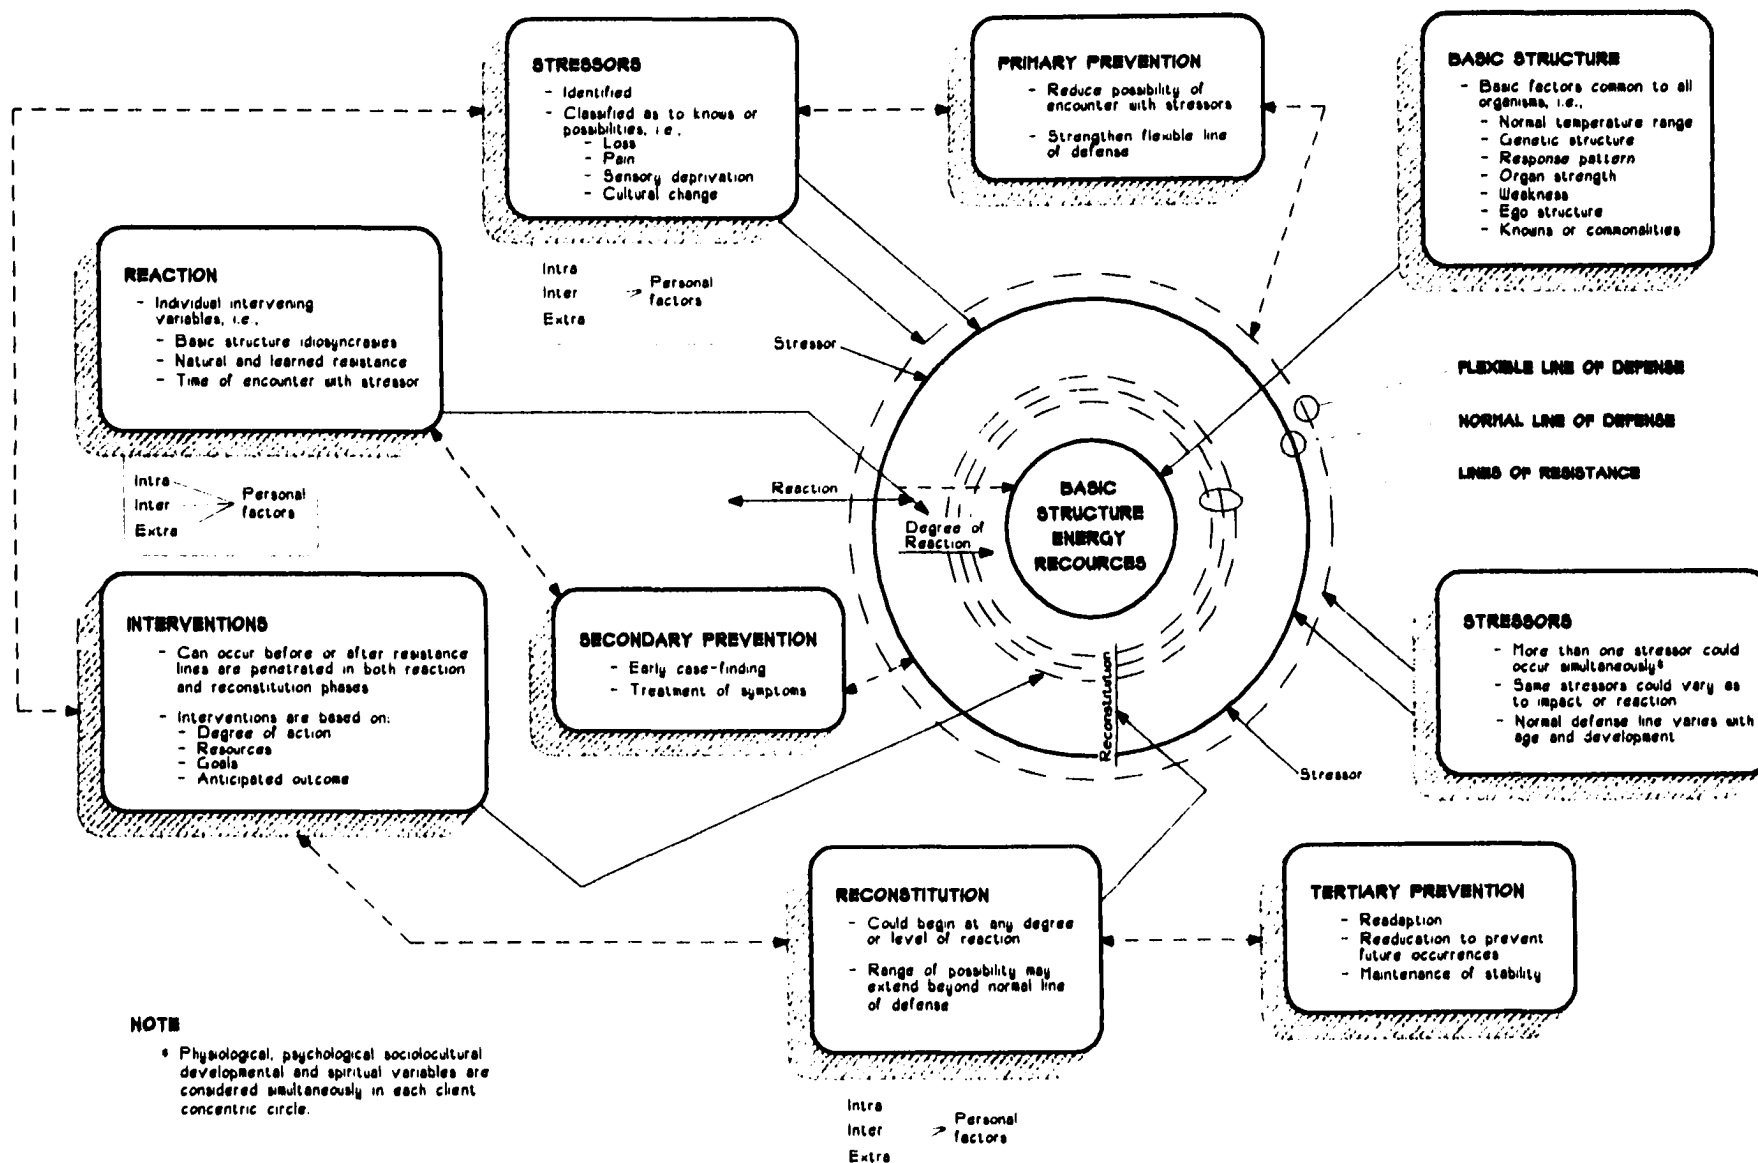 STRESSORS
- Identified
- Classified as to knows or
possibilities, i.e.,
- Loss
- Pain
- Sensory deprivation
- Cultural change
PRIMARY PREVENTION
- Reduce possibility of
encounter with stressors
- Strengthen flexible line
of defense
BASIC STRUCTURE
- Basic factors common to all
organisms, i.e.,
- Normal temperature range
- Genetic structure
- Response pattern
- Organ strength
- Weakness
- Ego structure
- Knowns or commonalities
REACTION
- Individual intervening
variables, i.e.,
- Basic structure idiosyncrasies
- Natural and learned resistance
- Time of encounter with stressor
Intra
Inter
Extra
Personal
factors
Stressor
FLEXIBLE LINE OF DEFENSE
NORMAL LINE OF DEFENSE
LINES OF RESISTANCE
Intra
Inter
Extra
Personal
factors
Reaction
Degree of
Reaction
BASIC
STRUCTURE
ENERGY
RECOURCES
INTERVENTIONS
- Can occur before or after resistance
lines are penetrated in both reaction
and reconstitution phases
- Interventions are based on:
- Degree of action
- Resources
- Goals
- Anticipated outcome
SECONDARY PREVENTION
- Early case-finding
- Treatment of symptoms
Reconstitution
Stressor
STRESSORS
- More than one stressor could
occur simultaneously*
- Same stressors could vary as
to impact or reaction
- Normal defense line varies with
age and development
RECONSTITUTION
- Could begin at any degree
or level of reaction
- Range of possibility may
extend beyond normal line
of defense
TERTIARY PREVENTION
- Readaption
- Reeducation to prevent
future occurrences
- Maintenance of stability
NOTE
* Physiological, psychological sociolocultural
developmental and spiritual variables are
considered simultaneously in each client
concentric circle.
Intra
Inter
Extra
Personal
factors